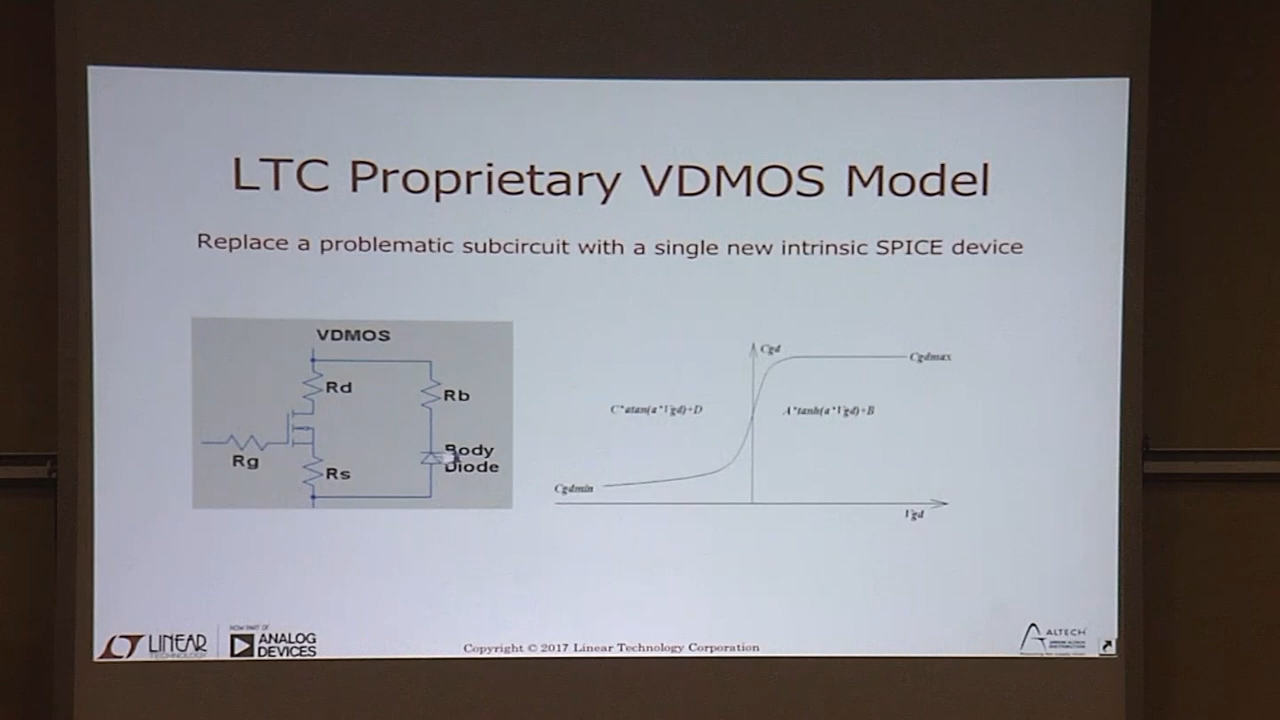 LTC Proprietary VDMOS Model
Replace a problematic subcircuit with a single new intrinsic SPICE device
VDMOS
Rd
Rb
Rg
Rs
Body
Diode
Cgd
Cgdmax
C*atan(a*Vgd)+D
A*tanh(a*Vgd)+B
Cgdmin
Vgd
LINEAR
TECHNOLOGY
NOW PART OF
ANALOG
DEVICES
Copyright © 2017 Linear Technology Corporation
ALTECH